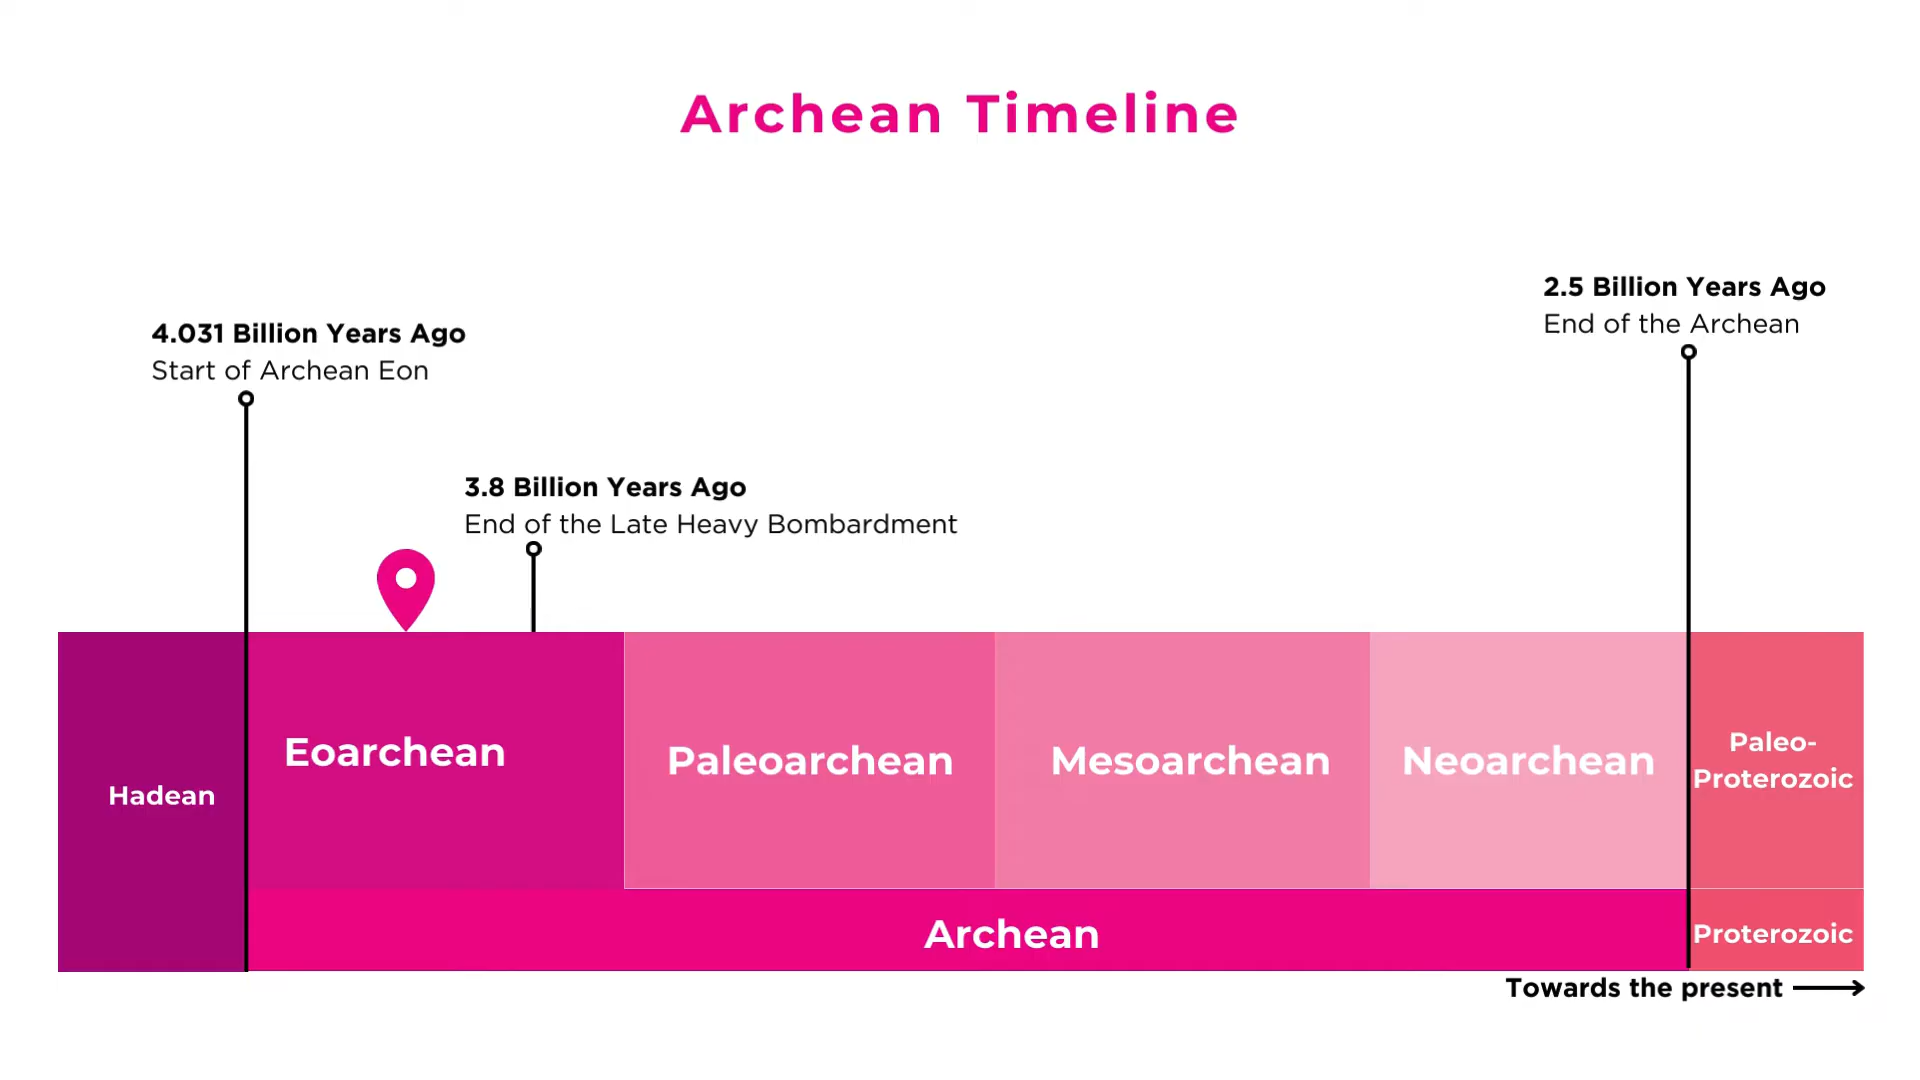 Archean Timeline
2.5 Billion Years Ago
End of the Archean
4.031 Billion Years Ago
Start of Archean Eon
3.8 Billion Years Ago
End of the Late Heavy Bombardment
Hadean
Eoarchean
Paleoarchean
Mesoarchean
Neoarchean
Paleo-
Proterozoic
Archean
Proterozoic
Towards the present